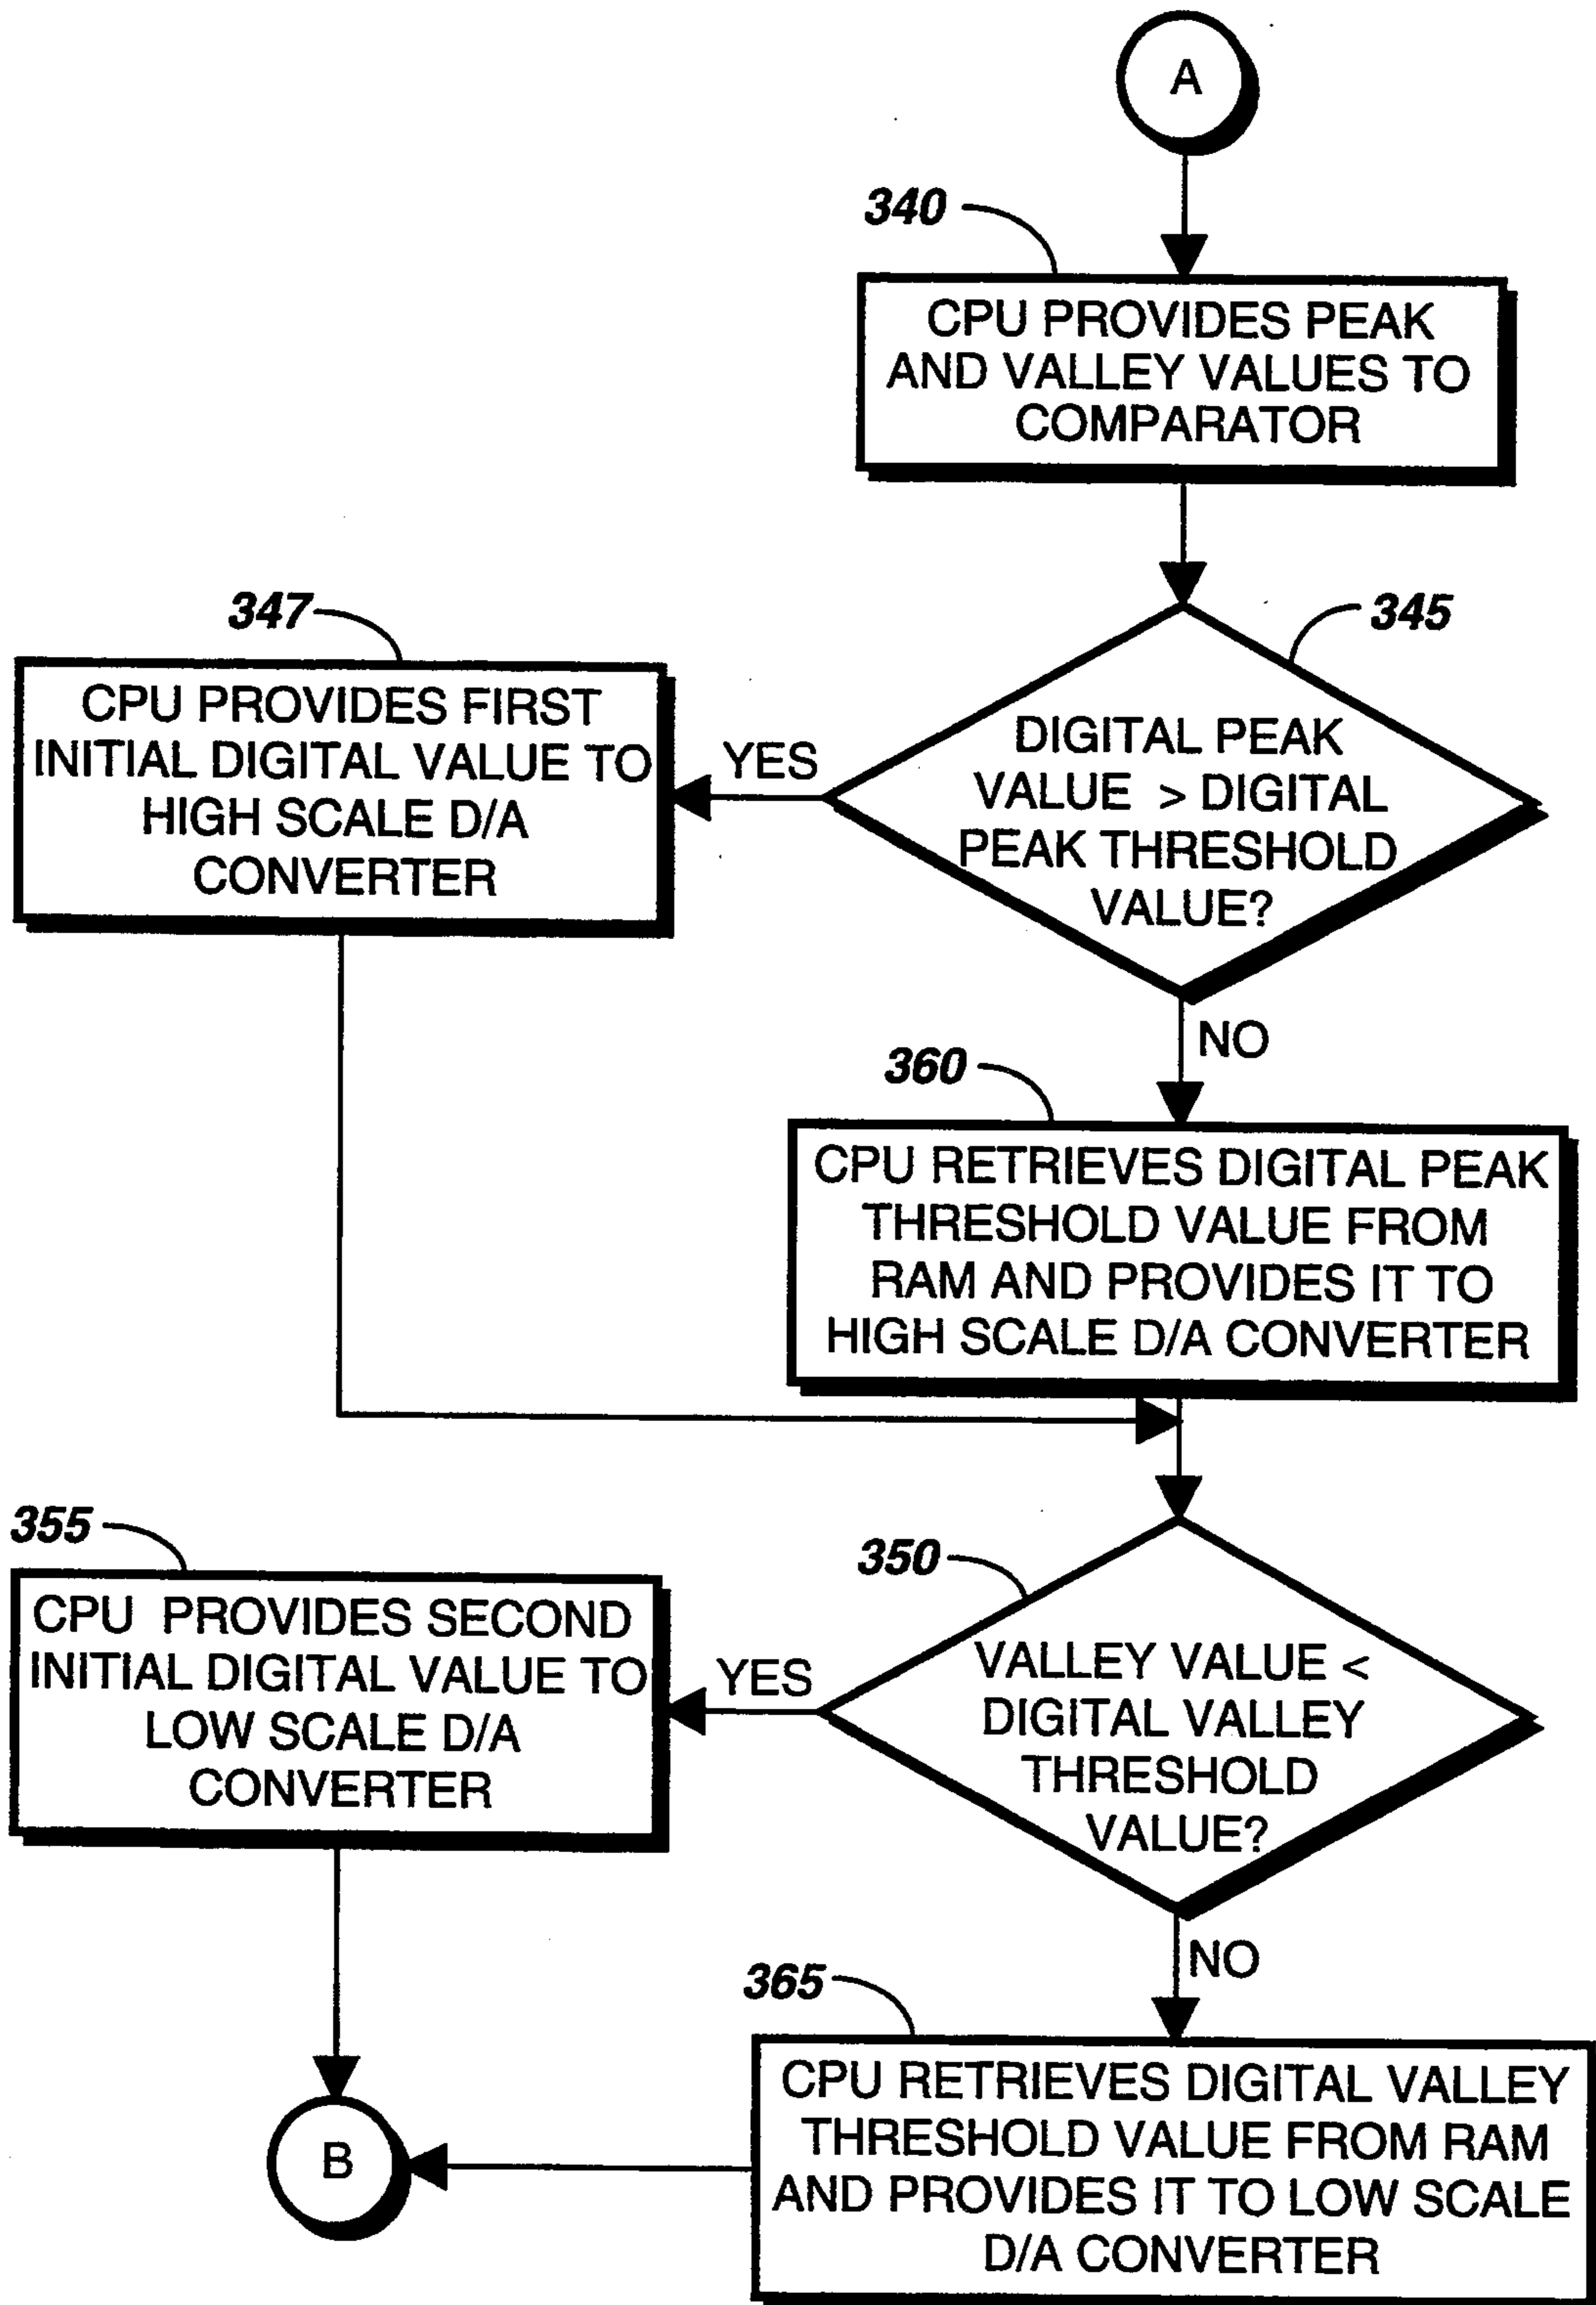 A
340
CPU PROVIDES PEAK
AND VALLEY VALUES TO
COMPARATOR
347
345
CPU PROVIDES FIRST
INITIAL DIGITAL VALUE TO
HIGH SCALE D/A
CONVERTER
YES
DIGITAL PEAK
VALUE > DIGITAL
PEAK THRESHOLD
VALUE?
NO
360
CPU RETRIEVES DIGITAL PEAK
THRESHOLD VALUE FROM
RAM AND PROVIDES IT TO
HIGH SCALE D/A CONVERTER
355
350
CPU PROVIDES SECOND
INITIAL DIGITAL VALUE TO
LOW SCALE D/A
CONVERTER
YES
VALLEY VALUE <
DIGITAL VALLEY
THRESHOLD
VALUE?
NO
365
CPU RETRIEVES DIGITAL VALLEY
THRESHOLD VALUE FROM RAM
AND PROVIDES IT TO LOW SCALE
D/A CONVERTER
B